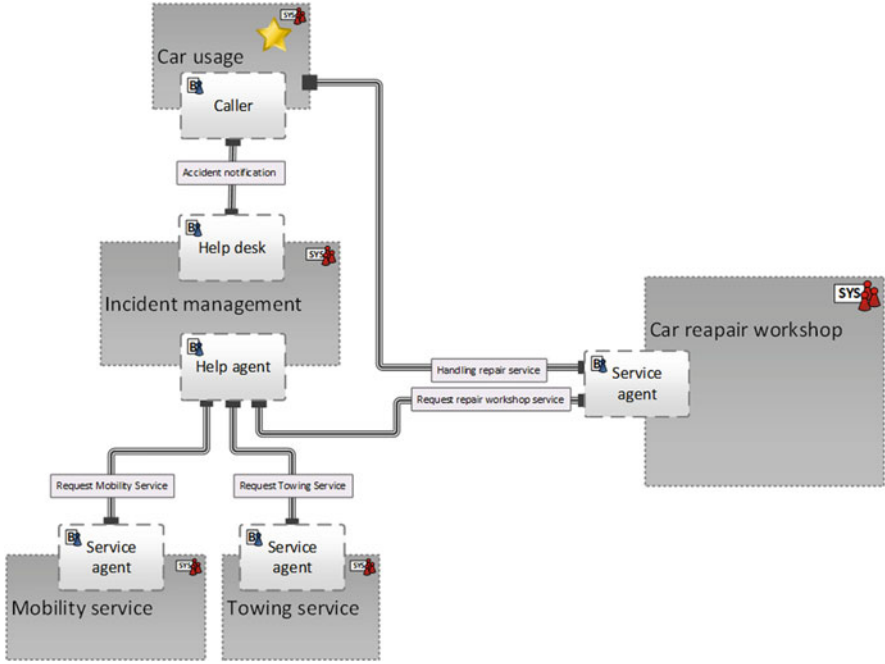 SYS
Car usage
B
Caller
Accident notification
B
Help desk
SYS
Incident management
B
Help agent
SYS
Car reapair workshop
B
Service
agent
Handling repair service
Request repair workshop service
Request Mobility Service
Request Towing Service
B
Service
agent
SYS
Mobility service
B
Service
agent
SYS
Towing service